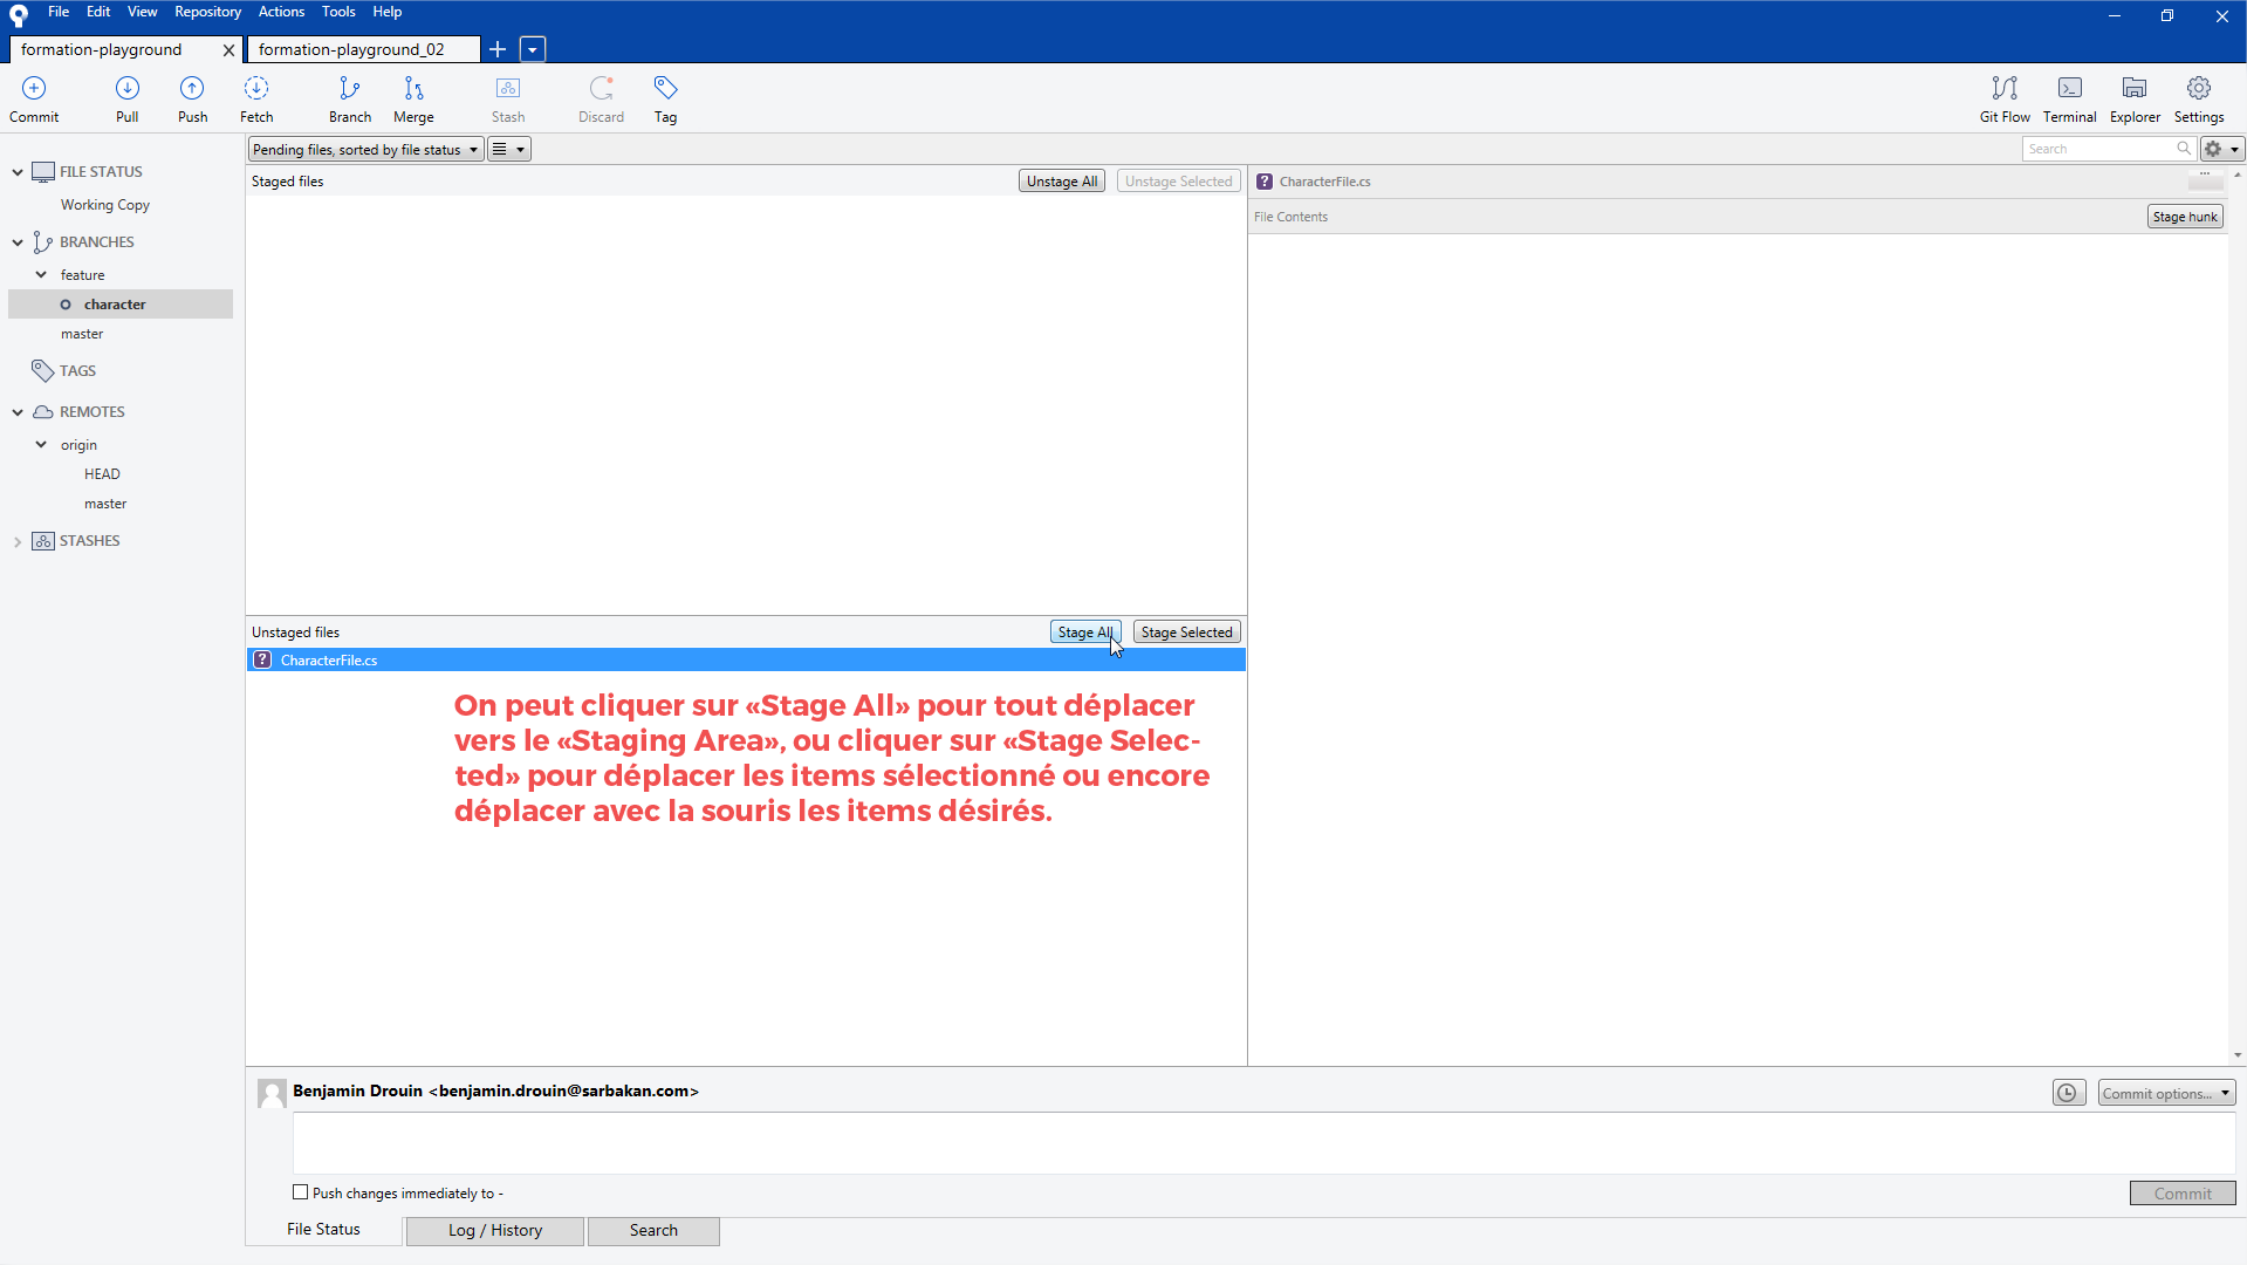 File Edit View Repository Actions Tools Help
formation-playground formation-playground_02
Commit Pull Push Fetch Branch Merge Stash Discard Tag Git Flow Terminal Explorer Settings
Pending files, sorted by file status Search
FILE STATUS
Working Copy
BRANCHES
feature
character
master
TAGS
REMOTES
origin
HEAD
master
STASHES
Staged files Unstage All Unstage Selected
CharacterFile.cs
File Contents Stage hunk
Unstaged files Stage All Stage Selected
CharacterFile.cs
On peut cliquer sur «Stage All» pour tout déplacer
vers le «Staging Area», ou cliquer sur «Stage Selec-
ted» pour déplacer les items sélectionné ou encore
déplacer avec la souris les items désirés.
Benjamin Drouin <benjamin.drouin@sarbakan.com> Commit options...
Push changes immediately to - Commit
File Status Log / History Search